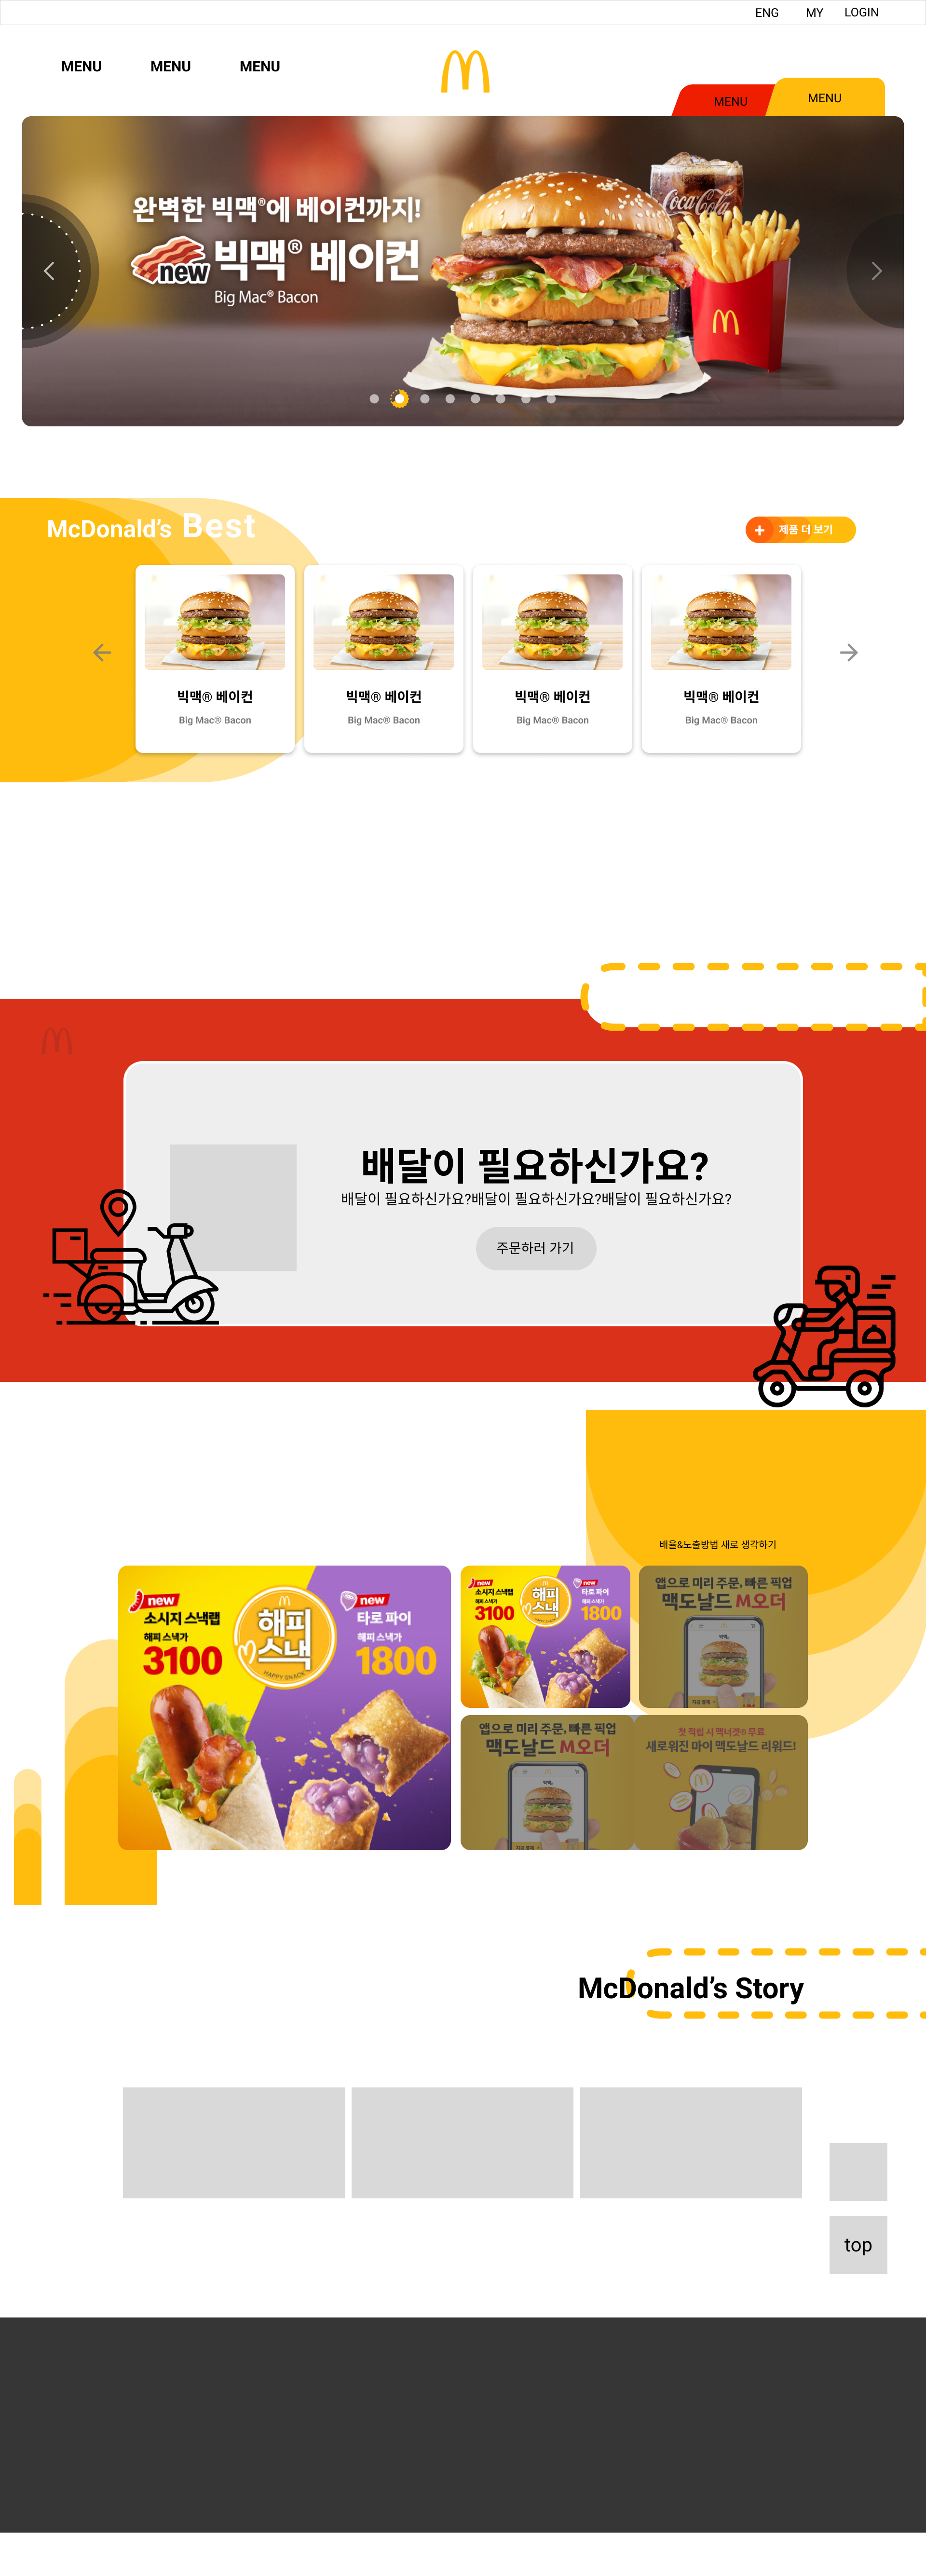 ENG MY LOGIN
MENU MENU MENU
MENU MENU
완벽한 빅맥®에 베이컨까지!
new 빅맥® 베이컨
Big Mac® Bacon
Coca-Cola
McDonald's Best
+ 제품 더 보기
빅맥® 베이컨 빅맥® 베이컨 빅맥® 베이컨 빅맥® 베이컨
Big Mac® Bacon Big Mac® Bacon Big Mac® Bacon Big Mac® Bacon
배달이 필요하신가요?
배달이 필요하신가요?배달이 필요하신가요?배달이 필요하신가요?
주문하러 가기
배율&노출방법 새로 생각하기
new
소시지 스낵랩
해피 스낵가
3100
해피 스낵
HAPPY SNACK
new
타로 파이
해피 스낵가
1800
new
소시지 스낵랩
해피 스낵가
3100
해피 스낵
new
타로 파이
해피 스낵가
1800
앱으로 미리 주문, 빠른 픽업
맥도날드 M오더
앱으로 미리 주문, 빠른 픽업
맥도날드 M오더
첫 적립 시 맥너겟® 무료
새로워진 마이 맥도날드 리워드!
McDonald's Story
top